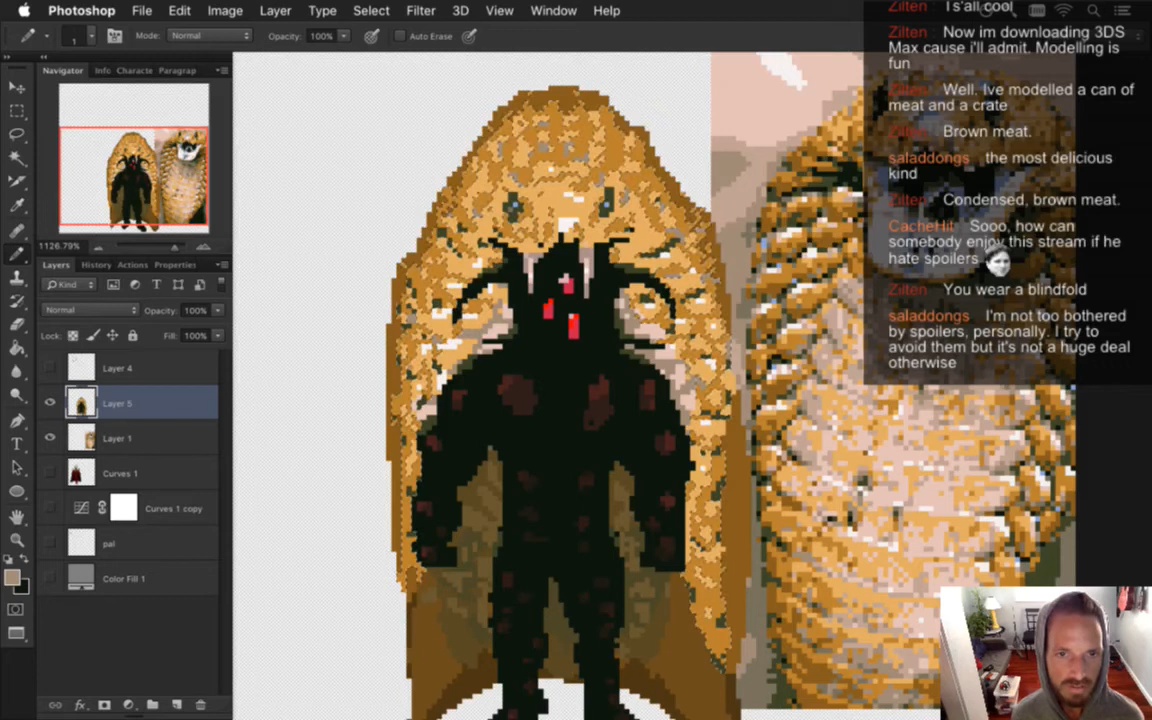 Photoshop File Edit Image Layer Type Select Filter 3D View Window Help
1 Mode: Normal Opacity: 100% Auto Erase
Navigator Info Characte Paragrap
1126.79%
Layers History Actions Properties
Kind
Normal Opacity: 100%
Lock: Fill: 100%
Layer 4
Layer 5
Layer 1
Curves 1
Curves 1 copy
pal
Color Fill 1
fx
Zilten I s'all cool
Zilten Now im downloading 3DS
Max cause i'll admit. Modelling is
fun
Zilten Well. Ive modelled a can of
meat and a crate
Zilten Brown meat.
saladdongs the most delicious
kind
Zilten Condensed, brown meat.
CacheHit Sooo, how can
somebody enjoy this stream if he
hate spoilers
Zilten You wear a blindfold
saladdongs I'm not too bothered
by spoilers, personally. I try to
avoid them but it's not a huge deal
otherwise